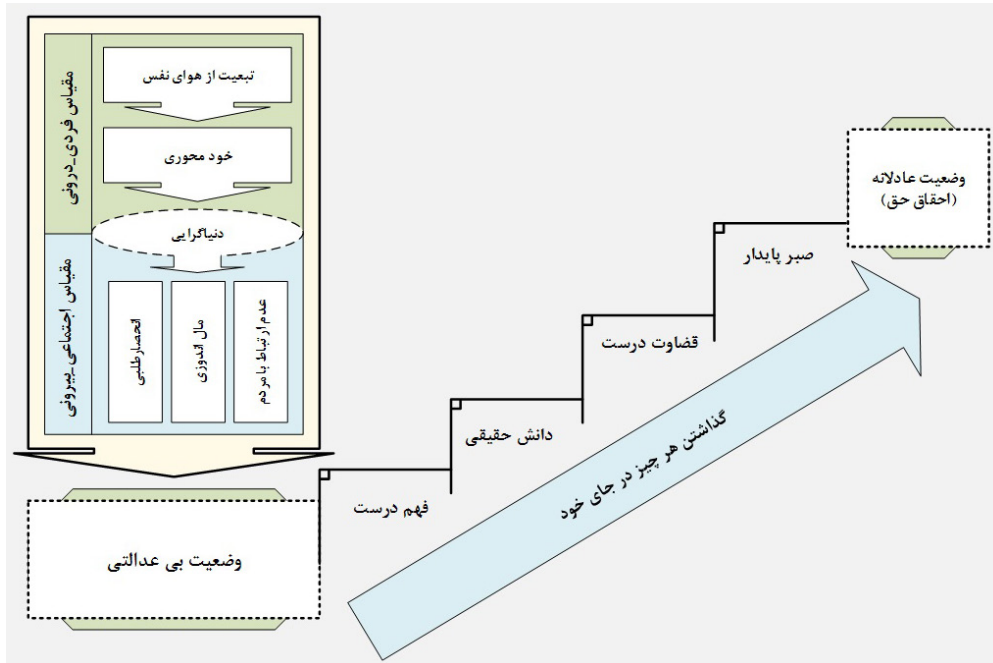 مقیاس فردی_درونی
تبعیت از هوای نفس
خود محوری
دنیاگرایی
مقیاس اجتماعی_بیرونی
عدم ارتباط با مردم
مال اندوزی
انحصارطلبی
وضعیت بی عدالتی
فهم درست
دانش حقیقی
قضاوت درست
صبر پایدار
گذاشتن هر چیز در جای خود
وضعیت عادلانه
(احقاق حق)